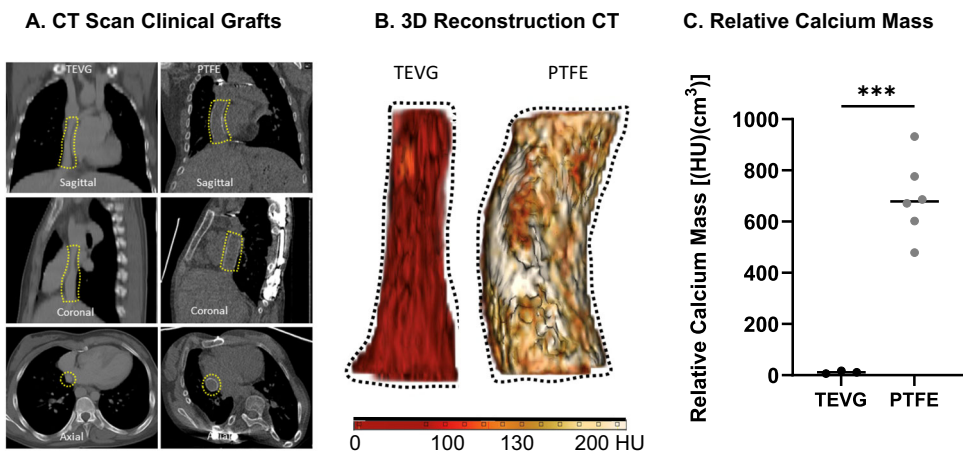 A. CT Scan Clinical Grafts
TEVG
PTFE
Sagittal
Sagittal
Coronal
Coronal
Axial
B. 3D Reconstruction CT
TEVG
PTFE
0
100
130
200 HU
C. Relative Calcium Mass
Relative Calcium Mass [(HU)(cm³)]
***
1000
800
600
400
200
0
TEVG
PTFE